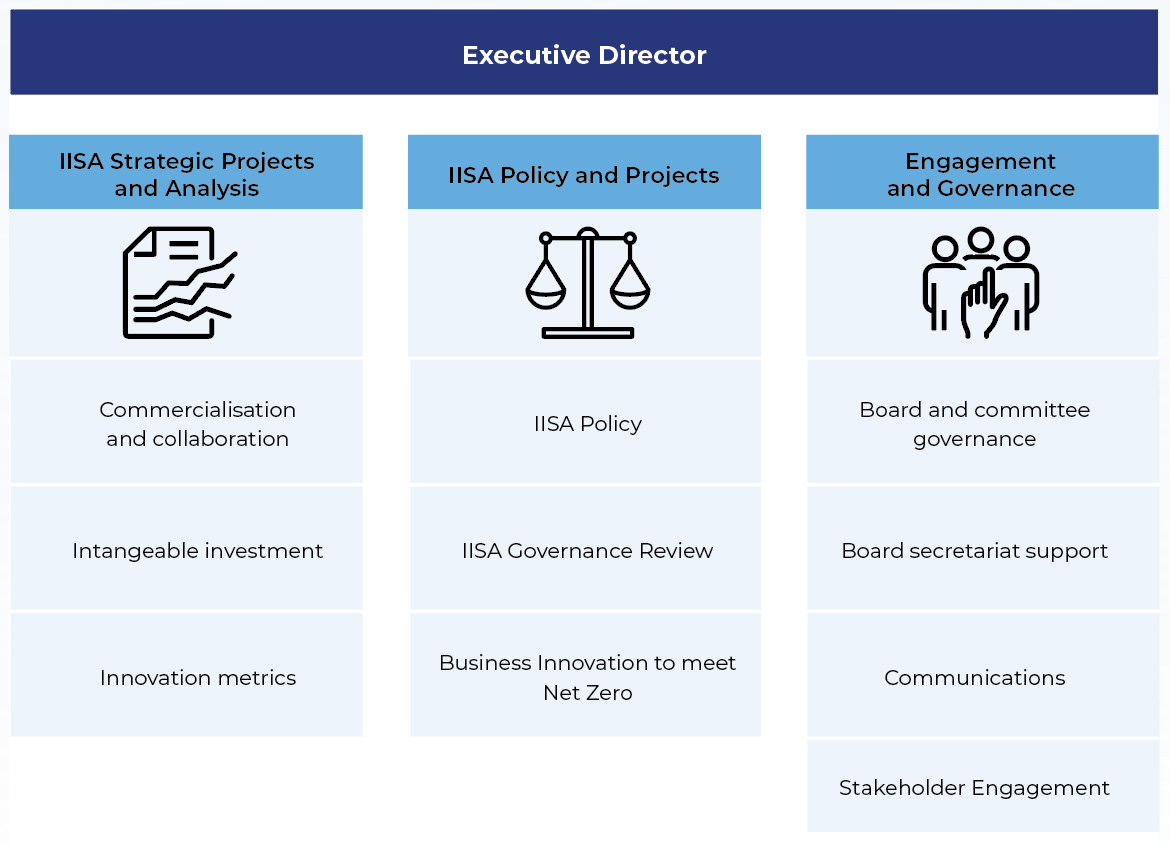 Executive Director
IISA Strategic Projects
and Analysis
Commercialisation
and collaboration
Intangeable investment
Innovation metrics
IISA Policy and Projects
IISA Policy
IISA Governance Review
Business Innovation to meet
Net Zero
Engagement
and Governance
Board and committee
governance
Board secretariat support
Communications
Stakeholder Engagement